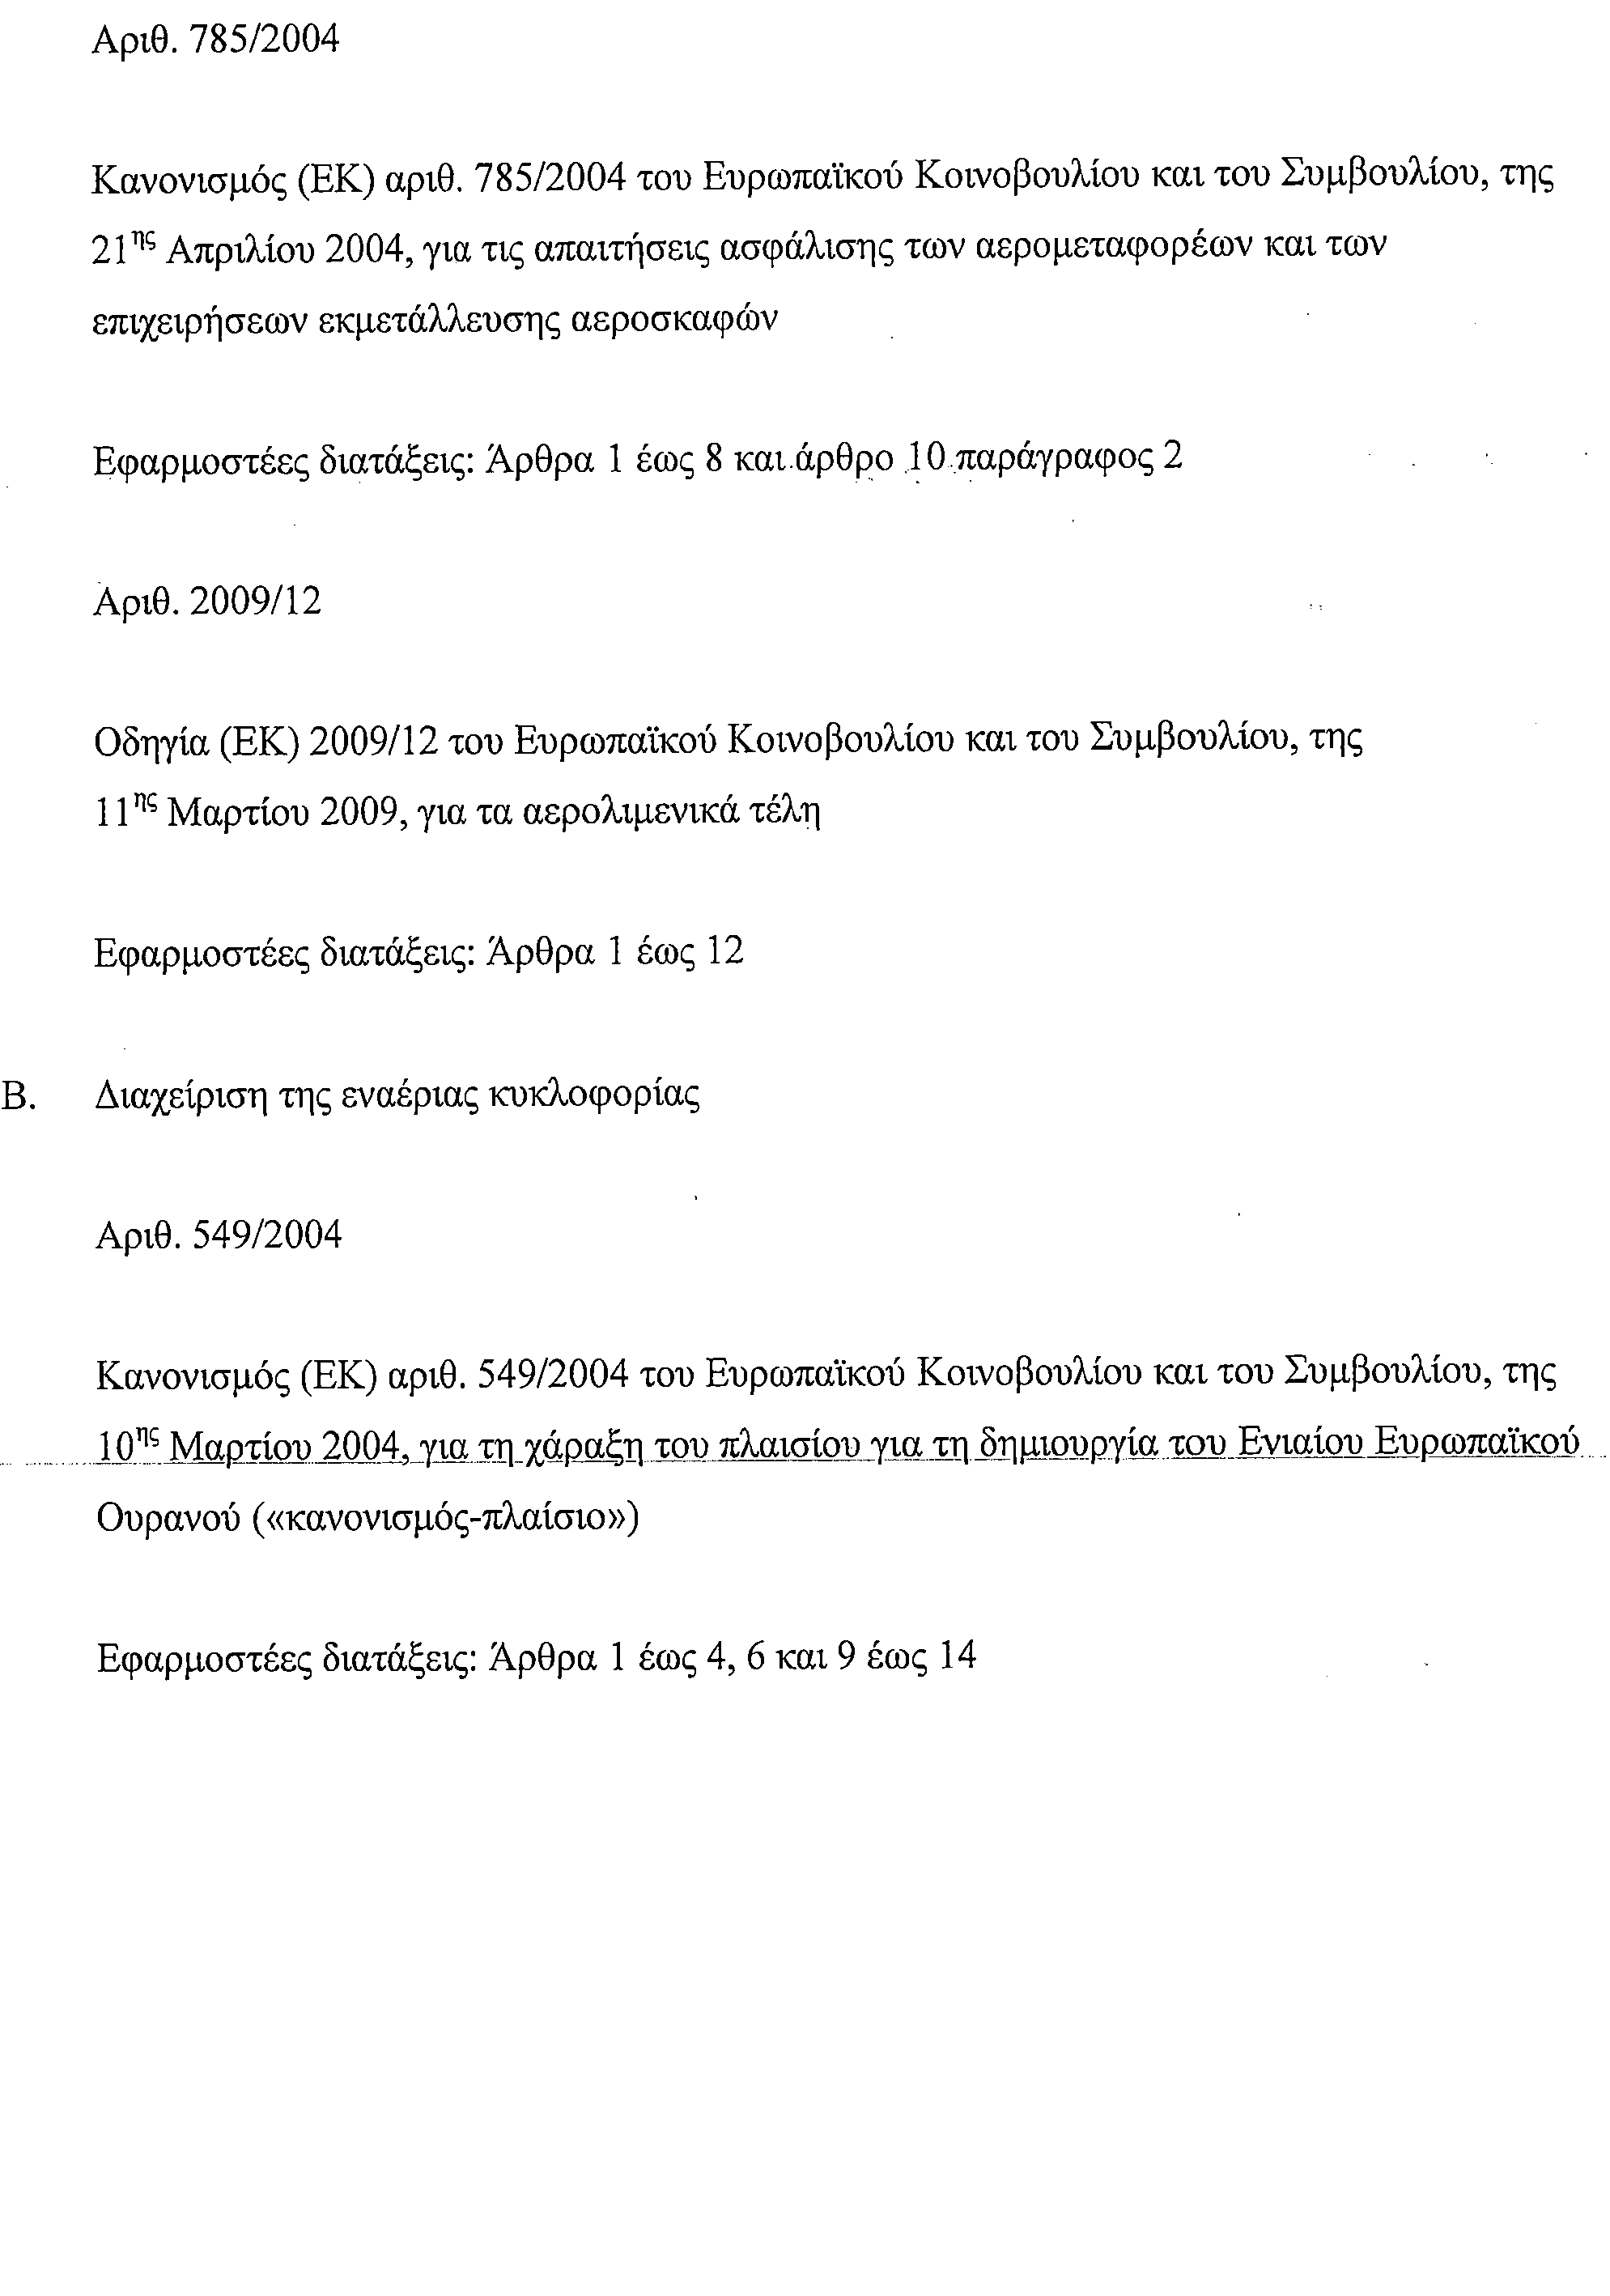 Αριθ. 785/2004
Κανονισμός (ΕΚ) αριθ. 785/2004 του Ευρωπαϊκού Κοινοβουλίου και του Συμβουλίου, της
21ης Απριλίου 2004, για τις απαιτήσεις ασφάλισης των αερομεταφορέων και των
επιχειρήσεων εκμετάλλευσης αεροσκαφών
Εφαρμοστέες διατάξεις: Άρθρα 1 έως 8 και άρθρο 10 παράγραφος 2
Αριθ. 2009/12
Οδηγία (ΕΚ) 2009/12 του Ευρωπαϊκού Κοινοβουλίου και του Συμβουλίου, της
11ης Μαρτίου 2009, για τα αερολιμενικά τέλη
Εφαρμοστέες διατάξεις: Άρθρα 1 έως 12
Β. Διαχείριση της εναέριας κυκλοφορίας
Αριθ. 549/2004
Κανονισμός (ΕΚ) αριθ. 549/2004 του Ευρωπαϊκού Κοινοβουλίου και του Συμβουλίου, της
10ης Μαρτίου 2004, για τη χάραξη του πλαισίου για τη δημιουργία του Ενιαίου Ευρωπαϊκού
Ουρανού («κανονισμός-πλαίσιο»)
Εφαρμοστέες διατάξεις: Άρθρα 1 έως 4, 6 και 9 έως 14